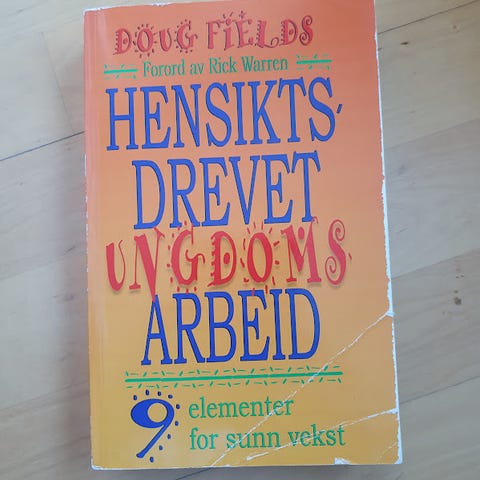 DOUG FIELDS
Forord av Rick Warren
HENSIKTS-
DREVET
UNGDOMS
ARBEID
9 elementer
for sunn vekst